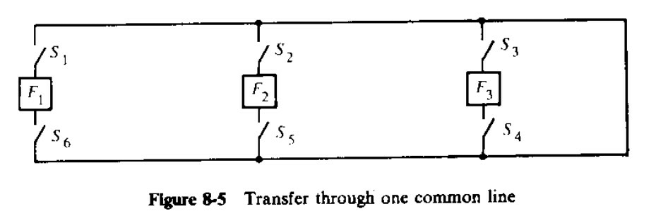 S1 S2 S3
F1 F2 F3
S6 S5 S4
Figure 8-5 Transfer through one common line